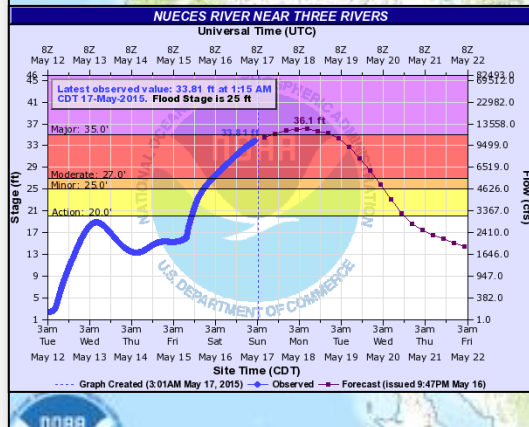 NUECES RIVER NEAR THREE RIVERS
Universal Time (UTC)
8Z 8Z 8Z 8Z 8Z 8Z 8Z 8Z 8Z 8Z 8Z
May 12 May 13 May 14 May 15 May 16 May 17 May 18 May 19 May 20 May 21 May 22
46 82493.0
45 69512.0
Latest observed value: 33.81 ft at 1:15 AM
CDT 17-May-2015. Flood Stage is 25 ft
41 22982.0
37 13558.0
36.1 ft
Major: 35.0'
33.81 ft
33 9499.0
29 6519.0
Moderate: 27.0'
Minor: 25.0'
25 4626.0
21 3367.0
Action: 20.0'
17 2410.0
13 1646.0
9 947.0
5 382.0
1 1.0
Stage (ft)
Flow (cfs)
NATIONAL OCEANIC AND ATMOSPHERIC ADMINISTRATION
NOAA
U.S. DEPARTMENT OF COMMERCE
3am 3am 3am 3am 3am 3am 3am 3am 3am 3am 3am
Tue Wed Thu Fri Sat Sun Mon Tue Wed Thu Fri
May 12 May 13 May 14 May 15 May 16 May 17 May 18 May 19 May 20 May 21 May 22
Site Time (CDT)
Graph Created (3:01AM May 17, 2015) Observed Forecast (issued 9:47PM May 16)
noaa